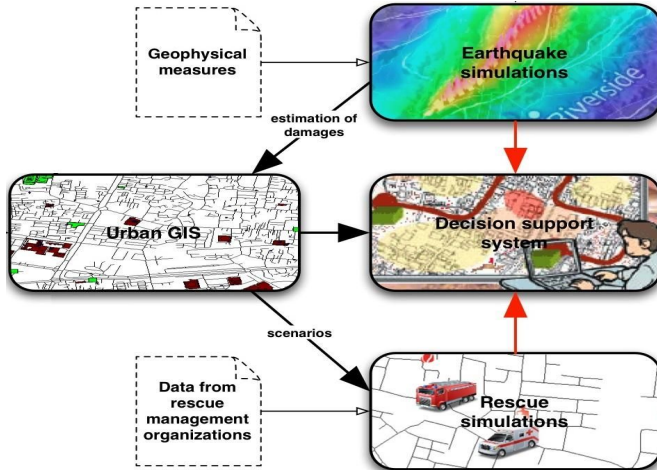 Geophysical
measures
Earthquake
simulations
Riverside
estimation of
damages
Urban GIS
Decision support
system
scenarios
Data from
rescue
management
organizations
Rescue
simulations